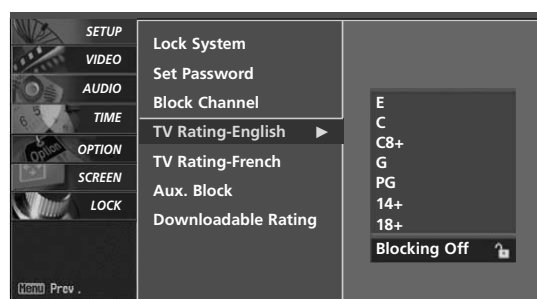 SETUP
VIDEO
AUDIO
TIME
OPTION
SCREEN
LOCK
Lock System
Set Password
Block Channel
TV Rating-English ►
TV Rating-French
Aux. Block
Downloadable Rating
E
C
C8+
G
PG
14+
18+
Blocking Off
Menu Prev.